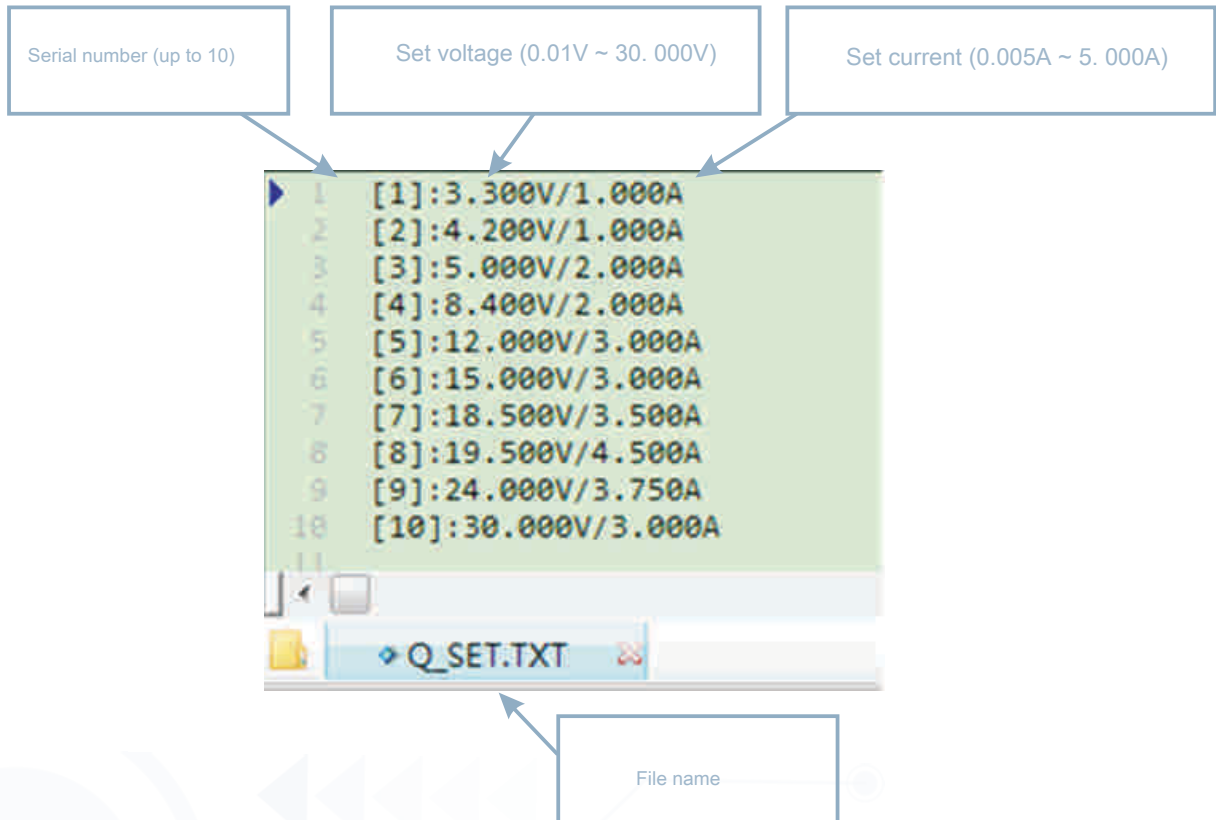 Serial number (up to 10)
Set voltage (0.01V ~ 30. 000V)
Set current (0.005A ~ 5. 000A)
1 [1]:3.300V/1.000A
2 [2]:4.200V/1.000A
3 [3]:5.000V/2.000A
4 [4]:8.400V/2.000A
5 [5]:12.000V/3.000A
6 [6]:15.000V/3.000A
7 [7]:18.500V/3.500A
8 [8]:19.500V/4.500A
9 [9]:24.000V/3.750A
10 [10]:30.000V/3.000A
11
Q_SET.TXT
File name